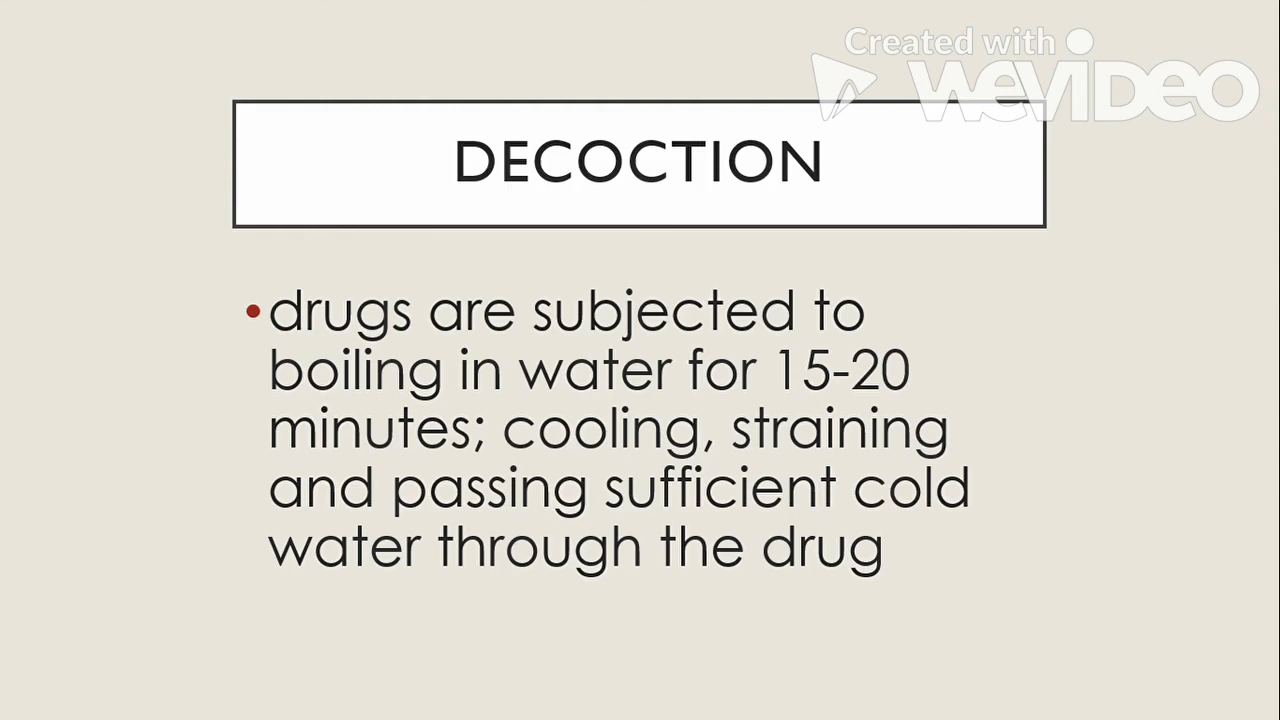 Created with
WeVideo
DECOCTION
•drugs are subjected to
boiling in water for 15-20
minutes; cooling, straining
and passing sufficient cold
water through the drug